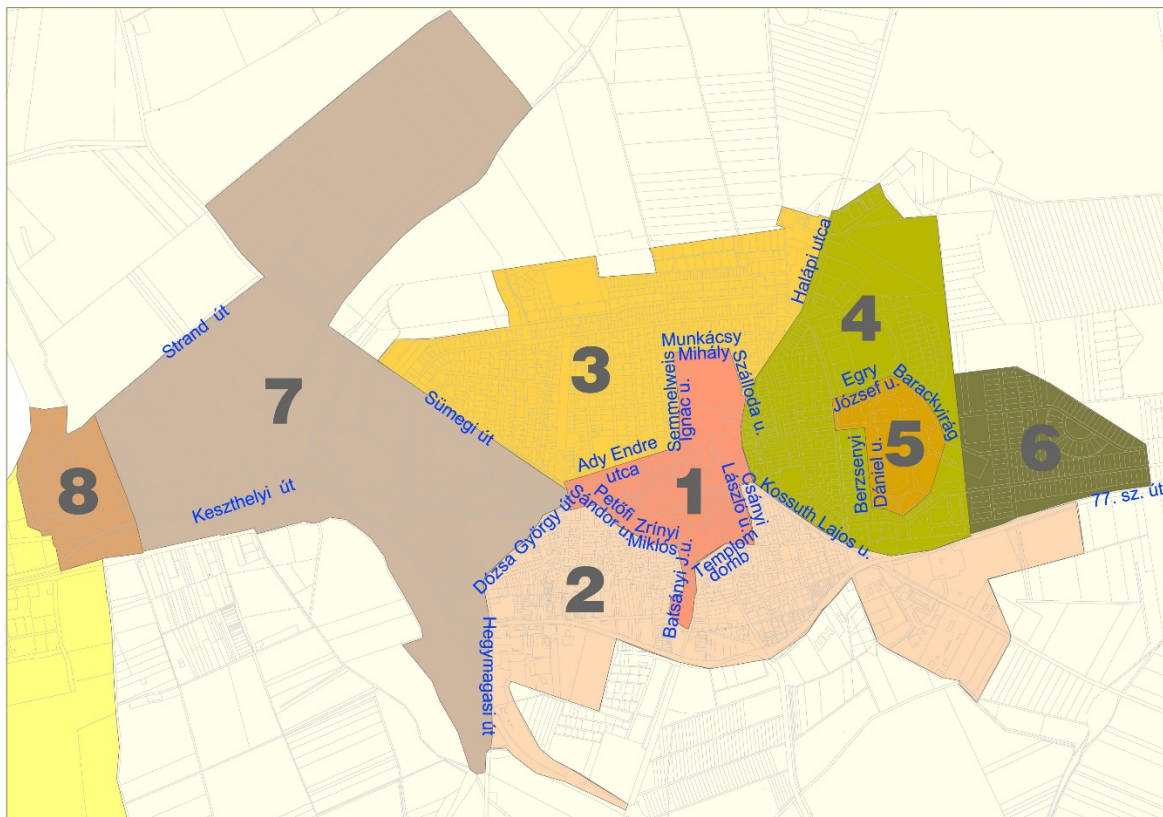 Halápi utca
4
Strand út
Munkácsy
Mihály
3
Semmelweis
Ignác u.
Szálloda u.
Egry
József u.
Barackvirág
7
Sümegi út
5
6
Berzsenyi
Dániel u.
Ady Endre
utca
8
Keszthelyi út
1
Csányi
László u.
Kossuth Lajos u.
77. sz. út
Petőfi
Sándor u.
Zrínyi
Miklós
Dózsa György út
Templom
domb
2
Batsányi J.u.
Hegymagasi út